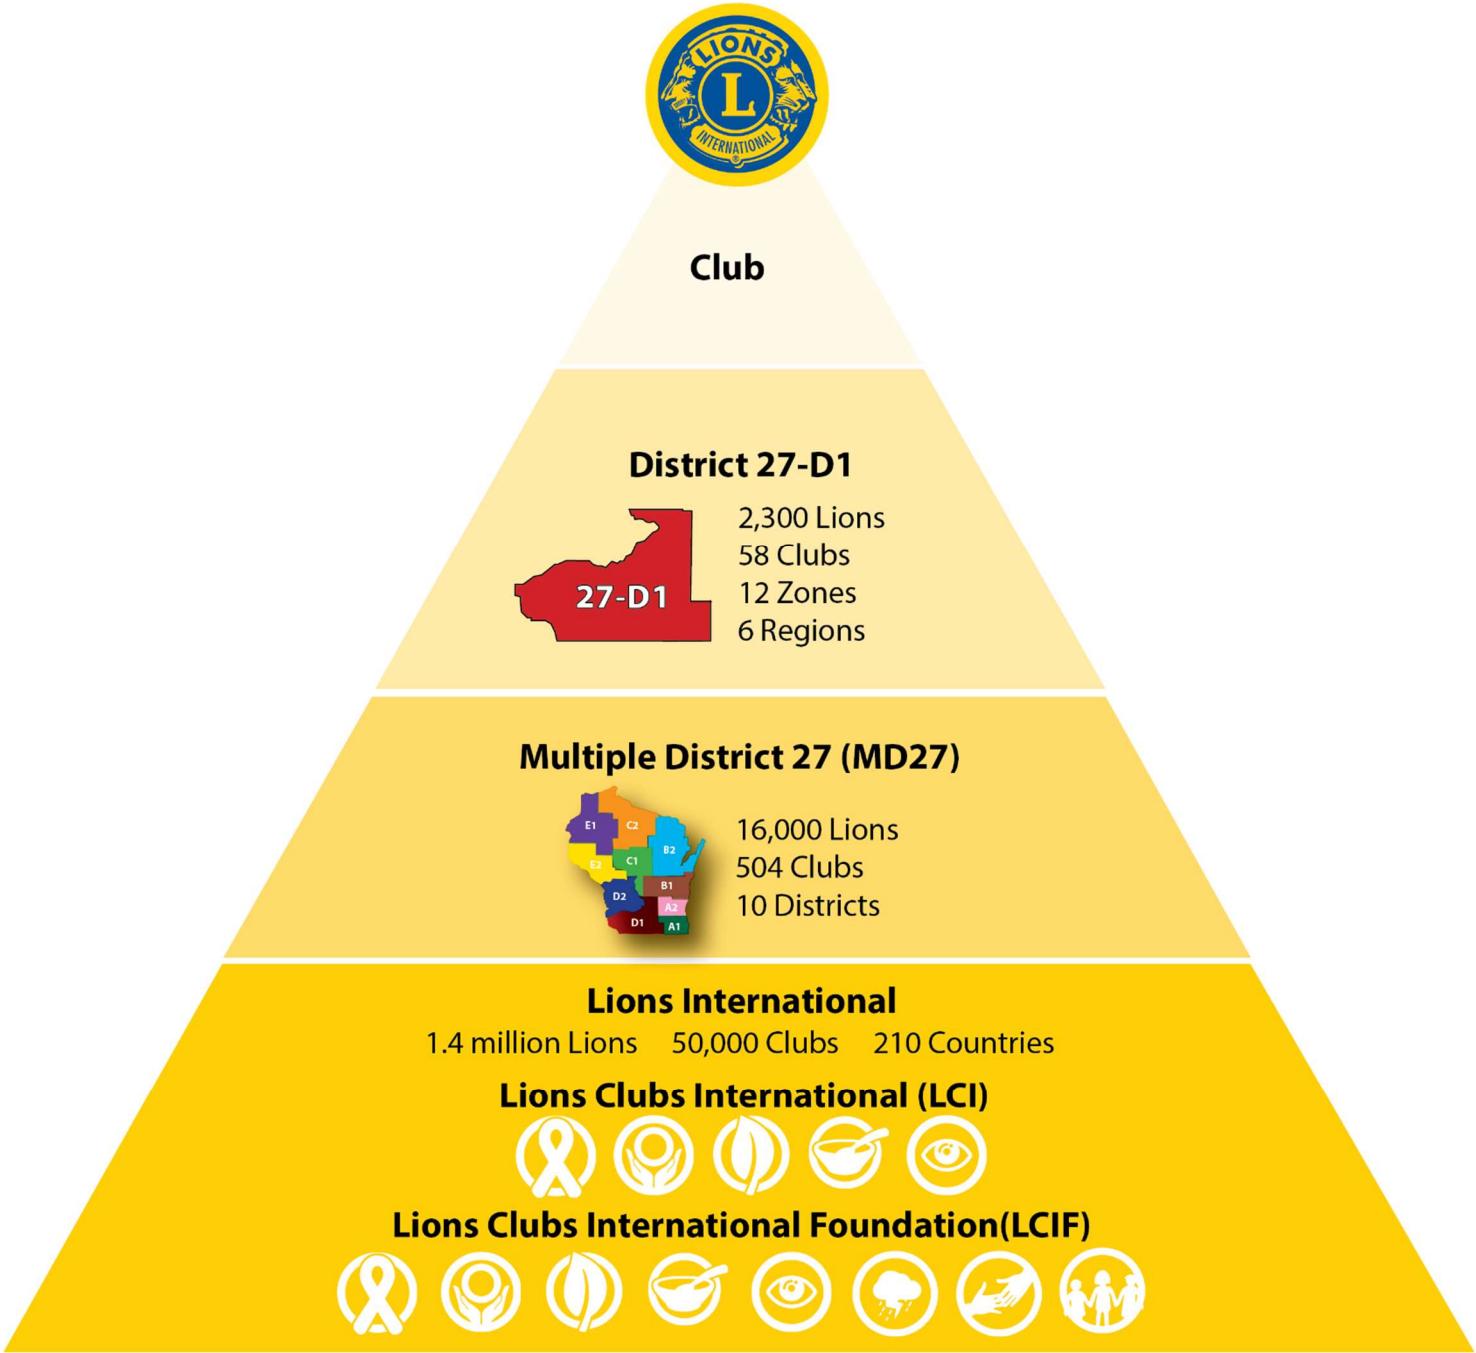 LIONS
L
INTERNATIONAL
®
Club
District 27-D1
27-D1
2,300 Lions
58 Clubs
12 Zones
6 Regions
Multiple District 27 (MD27)
E1
C2
B2
E2
C1
B1
D2
A2
D1
A1
16,000 Lions
504 Clubs
10 Districts
Lions International
1.4 million Lions 50,000 Clubs 210 Countries
Lions Clubs International (LCI)
Lions Clubs International Foundation(LCIF)